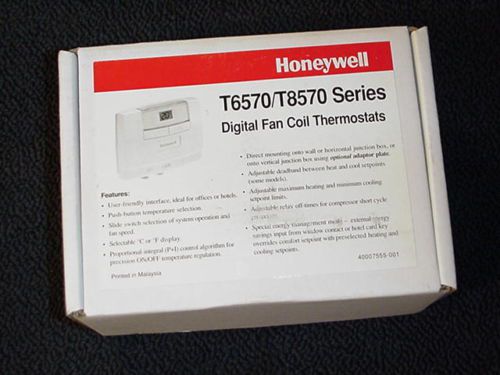 Honeywell
T6570/T8570 Series
Digital Fan Coil Thermostats
Features:
• User-friendly interface, ideal for offices or hotels.
• Push-button temperature selection.
• Slide switch selection of system operation and
fan speed.
• Selectable °C or °F display.
• Proportional-integral (P+I) control algorithm for
precision ON/OFF temperature regulation.
Printed in Malaysia
• Direct mounting onto wall or horizontal junction box, or
onto vertical junction box using optional adaptor plate.
• Adjustable deadband between heat and cool setpoints
(some models).
• Adjustable maximum heating and minimum cooling
setpoint limits.
• Adjustable relay off-times for compressor short cycle
• Special energy management mode – external energy
savings input from window contact or hotel card key
overrides comfort setpoint with preselected heating and
cooling setpoints.
40007555-001